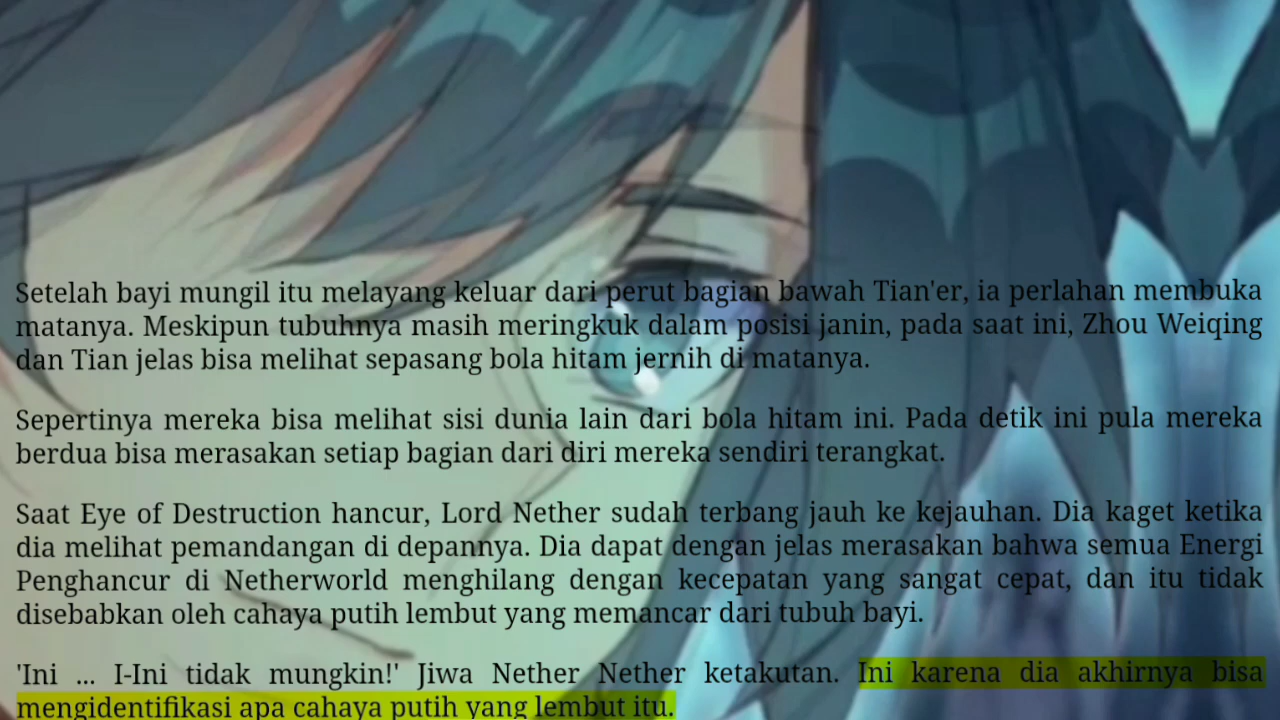 Setelah bayi mungil itu melayang keluar dari perut bagian bawah Tian'er, ia perlahan membuka
matanya. Meskipun tubuhnya masih meringkuk dalam posisi janin, pada saat ini, Zhou Weiqing
dan Tian jelas bisa melihat sepasang bola hitam jernih di matanya.
Sepertinya mereka bisa melihat sisi dunia lain dari bola hitam ini. Pada detik ini pula mereka
berdua bisa merasakan setiap bagian dari diri mereka sendiri terangkat.
Saat Eye of Destruction hancur, Lord Nether sudah terbang jauh ke kejauhan. Dia kaget ketika
dia melihat pemandangan di depannya. Dia dapat dengan jelas merasakan bahwa semua Energi
Penghancur di Netherworld menghilang dengan kecepatan yang sangat cepat, dan itu tidak
disebabkan oleh cahaya putih lembut yang memancar dari tubuh bayi.
'Ini ... I-Ini tidak mungkin!' Jiwa Nether Nether ketakutan. Ini karena dia akhirnya bisa
mengidentifikasi apa cahaya putih yang lembut itu.